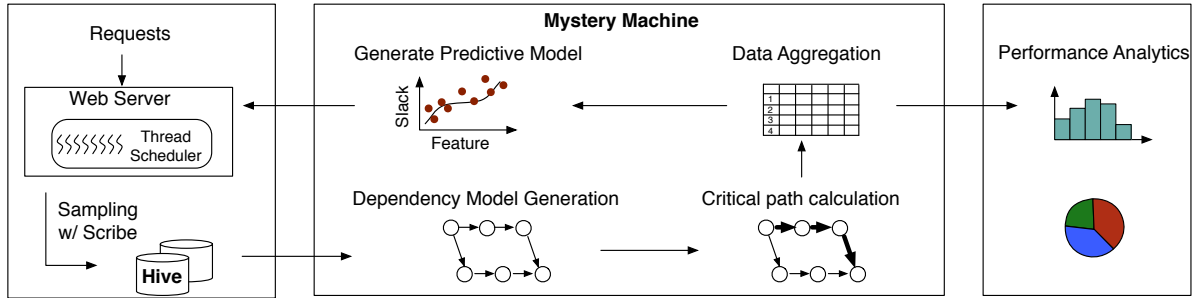 Requests
Web Server
Thread
Scheduler
Sampling
w/ Scribe
Hive
Mystery Machine
Generate Predictive Model
Slack
Feature
Data Aggregation
1
2
3
4
Dependency Model Generation
Critical path calculation
Performance Analytics